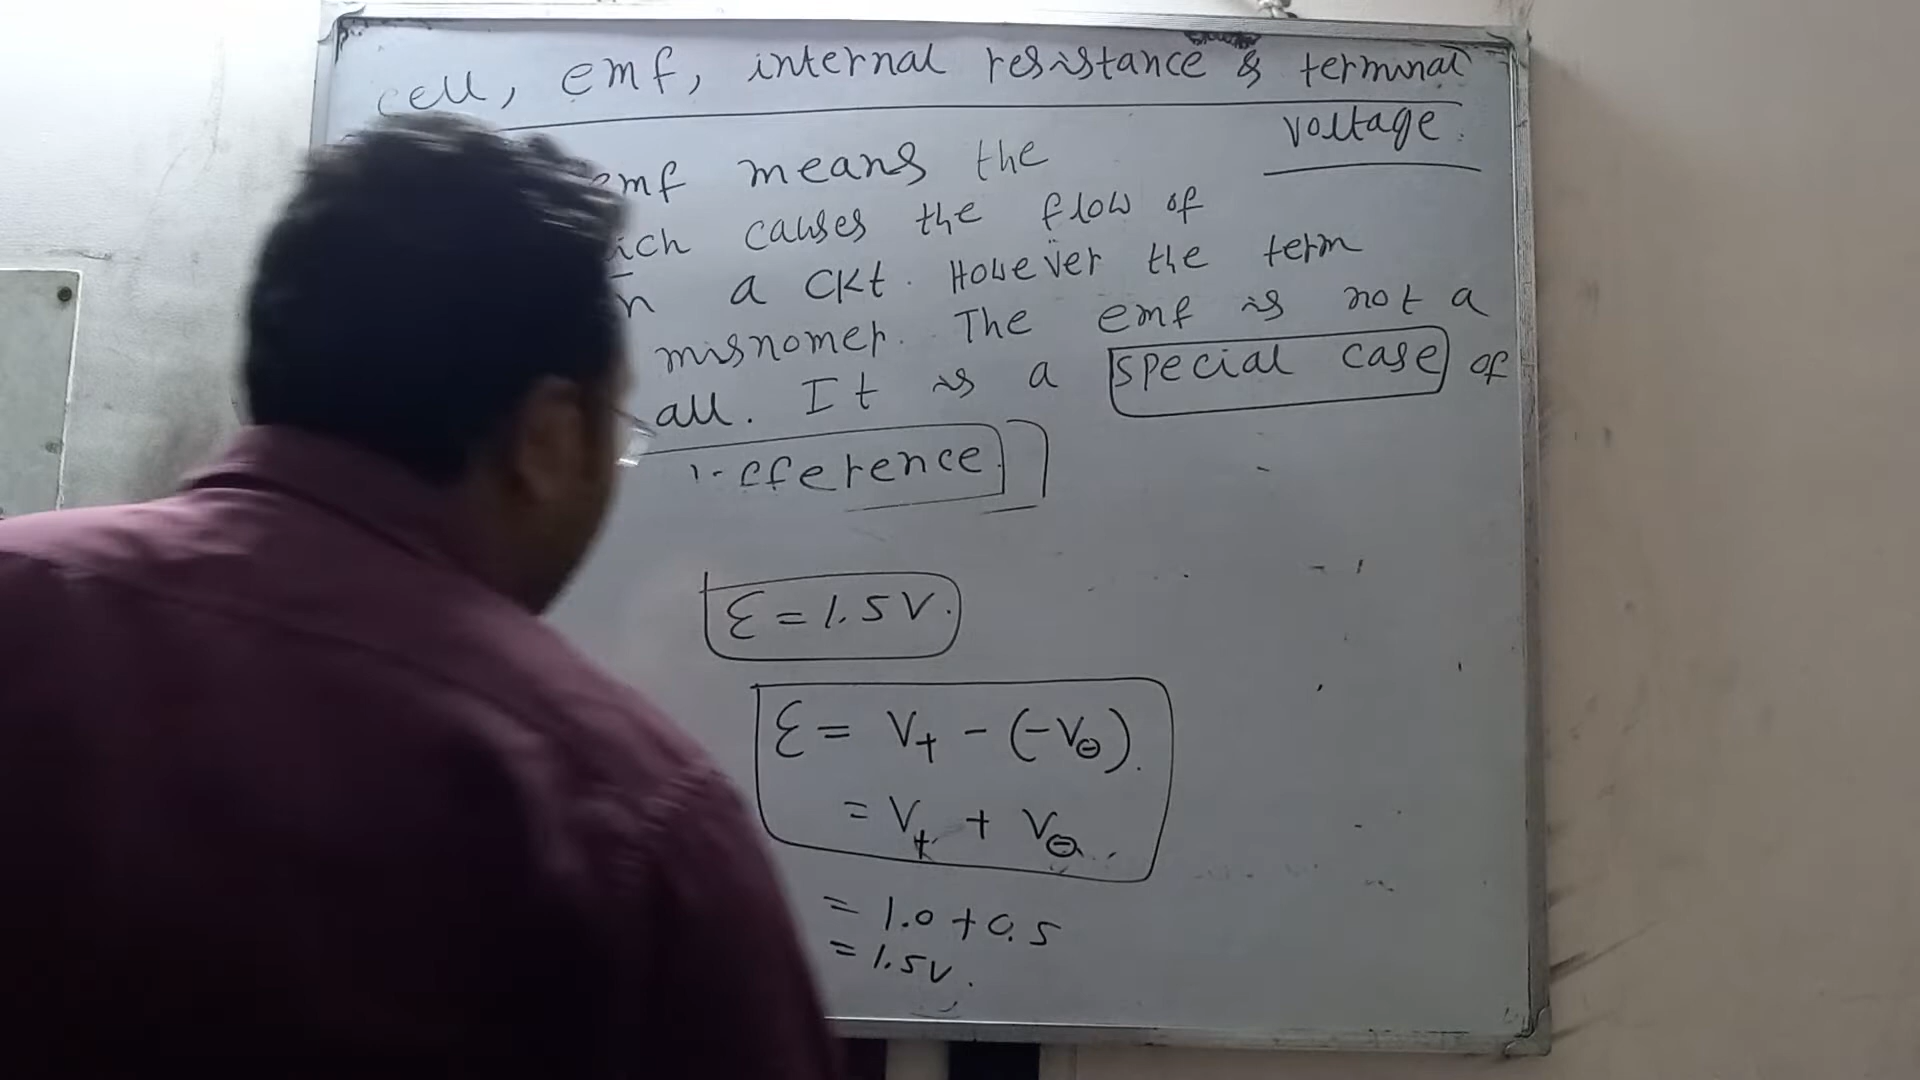 cell, emf, internal resistance & terminal
voltage.
emf means the
ich causes the flow of
n a ckt. However the term
misnomer. The emf is not a
all. It is a special case of
fference.
Ɛ = 1.5V.
Ɛ = V+ - (-V⊖).
= V+ + V⊖
= 1.0 + 0.5
= 1.5V.